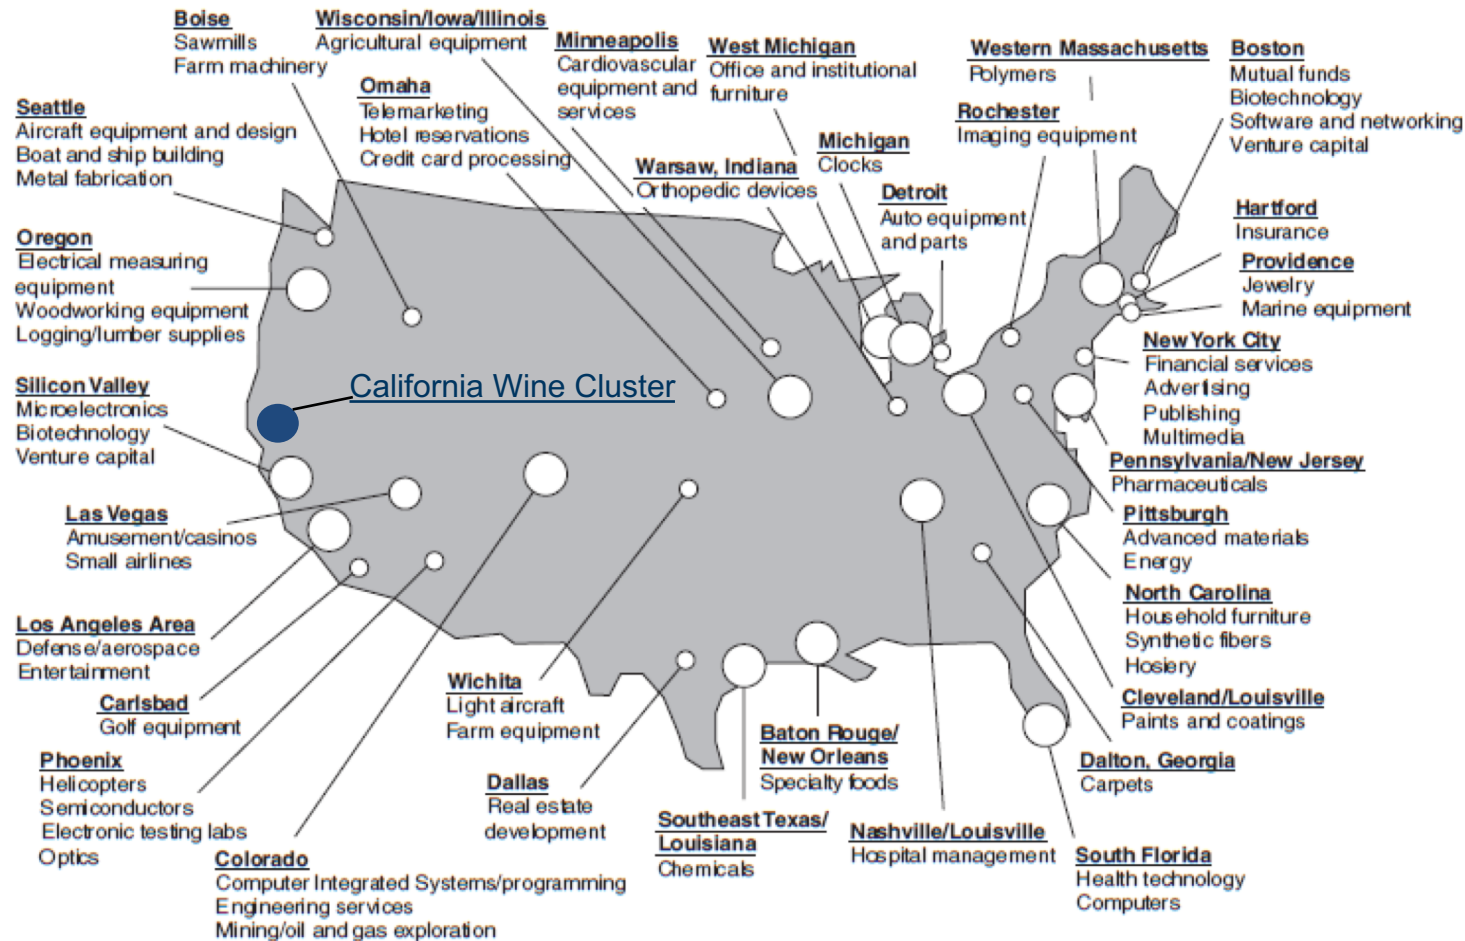 Boise
Sawmills
Farm machinery
Wisconsin/Iowa/Illinois
Agricultural equipment
Minneapolis
Cardiovascular
equipment and
services
West Michigan
Office and institutional
furniture
Western Massachusetts
Polymers
Boston
Mutual funds
Biotechnology
Software and networking
Venture capital
Omaha
Telemarketing
Hotel reservations
Credit card processing
Rochester
Imaging equipment
Michigan
Clocks
Warsaw, Indiana
Orthopedic devices
Detroit
Auto equipment
and parts
Seattle
Aircraft equipment and design
Boat and ship building
Metal fabrication
Hartford
Insurance
Providence
Jewelry
Marine equipment
Oregon
Electrical measuring
equipment
Woodworking equipment
Logging/lumber supplies
New York City
Financial services
Advertising
Publishing
Multimedia
Silicon Valley
Microelectronics
Biotechnology
Venture capital
California Wine Cluster
Pennsylvania/New Jersey
Pharmaceuticals
Las Vegas
Amusement/casinos
Small airlines
Pittsburgh
Advanced materials
Energy
North Carolina
Household furniture
Synthetic fibers
Hosiery
Los Angeles Area
Defense/aerospace
Entertainment
Carlsbad
Golf equipment
Wichita
Light aircraft
Farm equipment
Cleveland/Louisville
Paints and coatings
Baton Rouge/
New Orleans
Specialty foods
Dalton, Georgia
Carpets
Phoenix
Helicopters
Semiconductors
Electronic testing labs
Optics
Dallas
Real estate
development
Southeast Texas/
Louisiana
Chemicals
Nashville/Louisville
Hospital management
South Florida
Health technology
Computers
Colorado
Computer Integrated Systems/programming
Engineering services
Mining/oil and gas exploration